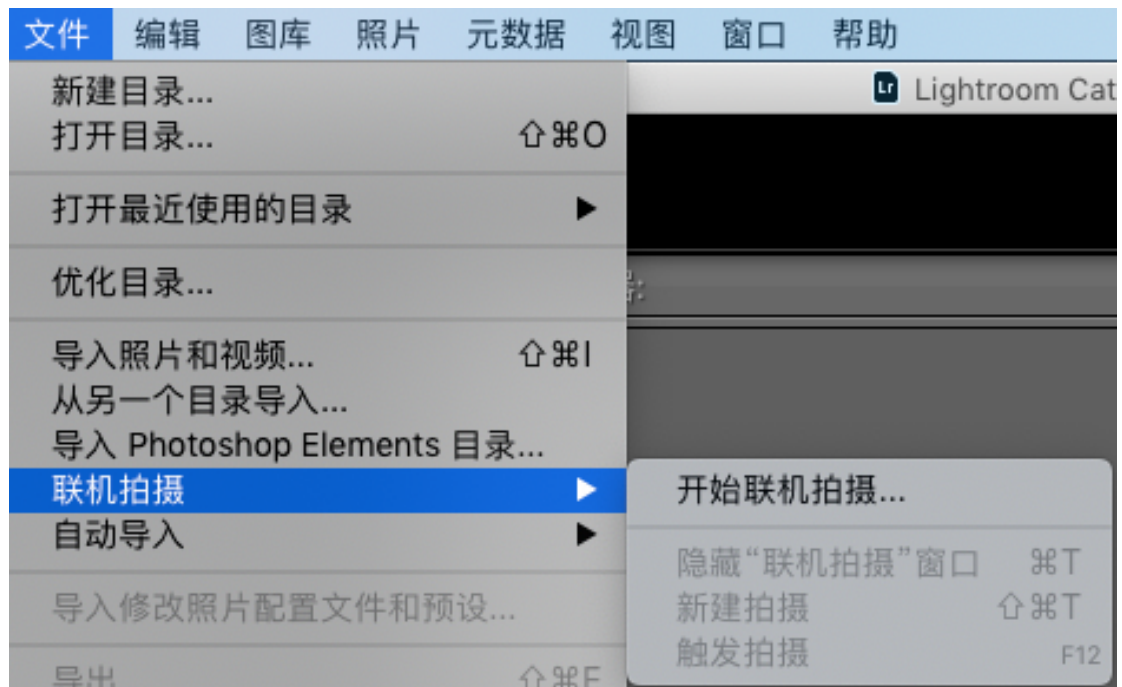 文件 编辑 图库 照片 元数据 视图 窗口 帮助
Lr Lightroom Cat
新建目录...
打开目录... ⇧⌘O
打开最近使用的目录 ▶
优化目录...
导入照片和视频... ⇧⌘I
从另一个目录导入...
导入 Photoshop Elements 目录...
联机拍摄 ▶
开始联机拍摄...
自动导入 ▶
隐藏“联机拍摄”窗口 ⌘T
导入修改照片配置文件和预设...
新建拍摄 ⇧⌘T
触发拍摄 F12
导出 ⇧⌘E